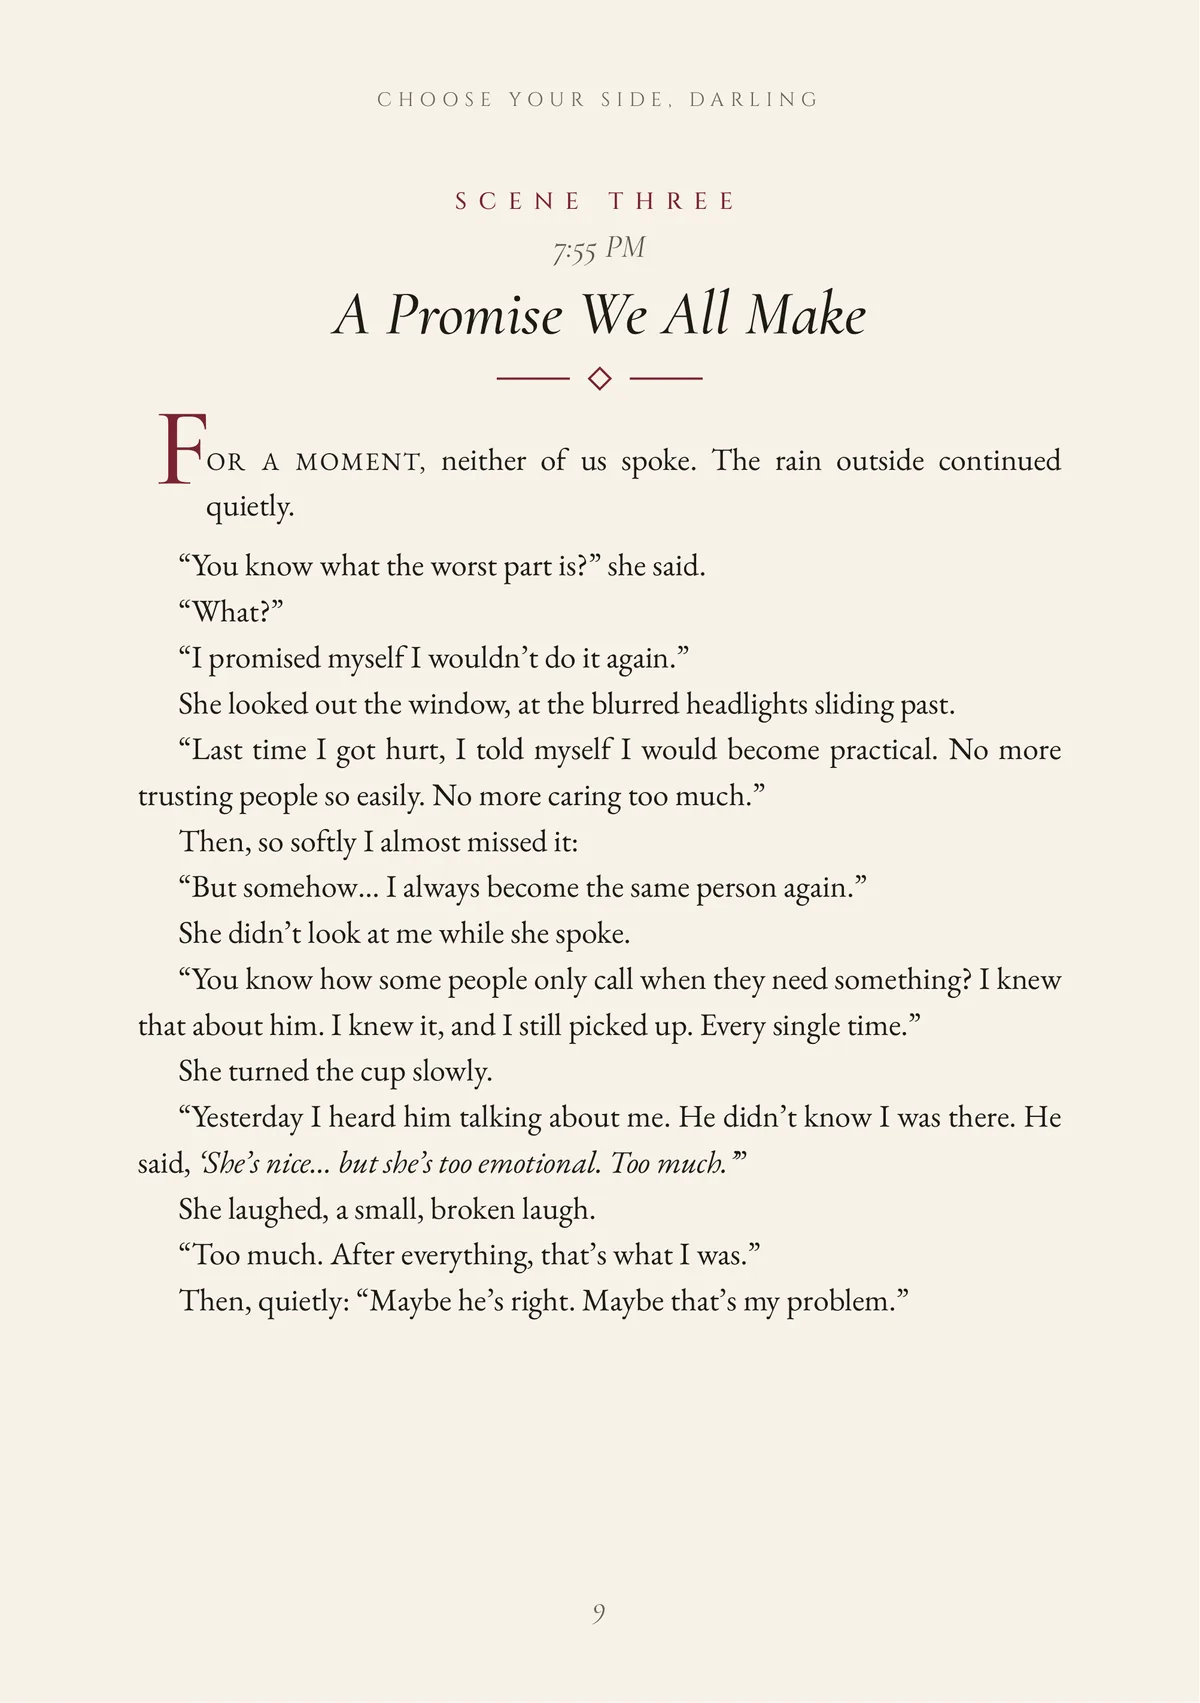 CHOOSE YOUR SIDE, DARLING
SCENE THREE
7:55 PM
A Promise We All Make
FOR A MOMENT, neither of us spoke. The rain outside continued
quietly.
“You know what the worst part is?” she said.
“What?”
“I promised myself I wouldn’t do it again.”
She looked out the window, at the blurred headlights sliding past.
“Last time I got hurt, I told myself I would become practical. No more
trusting people so easily. No more caring too much.”
Then, so softly I almost missed it:
“But somehow… I always become the same person again.”
She didn’t look at me while she spoke.
“You know how some people only call when they need something? I knew
that about him. I knew it, and I still picked up. Every single time.”
She turned the cup slowly.
“Yesterday I heard him talking about me. He didn’t know I was there. He
said, ‘She’s nice… but she’s too emotional. Too much.’”
She laughed, a small, broken laugh.
“Too much. After everything, that’s what I was.”
Then, quietly: “Maybe he’s right. Maybe that’s my problem.”
9